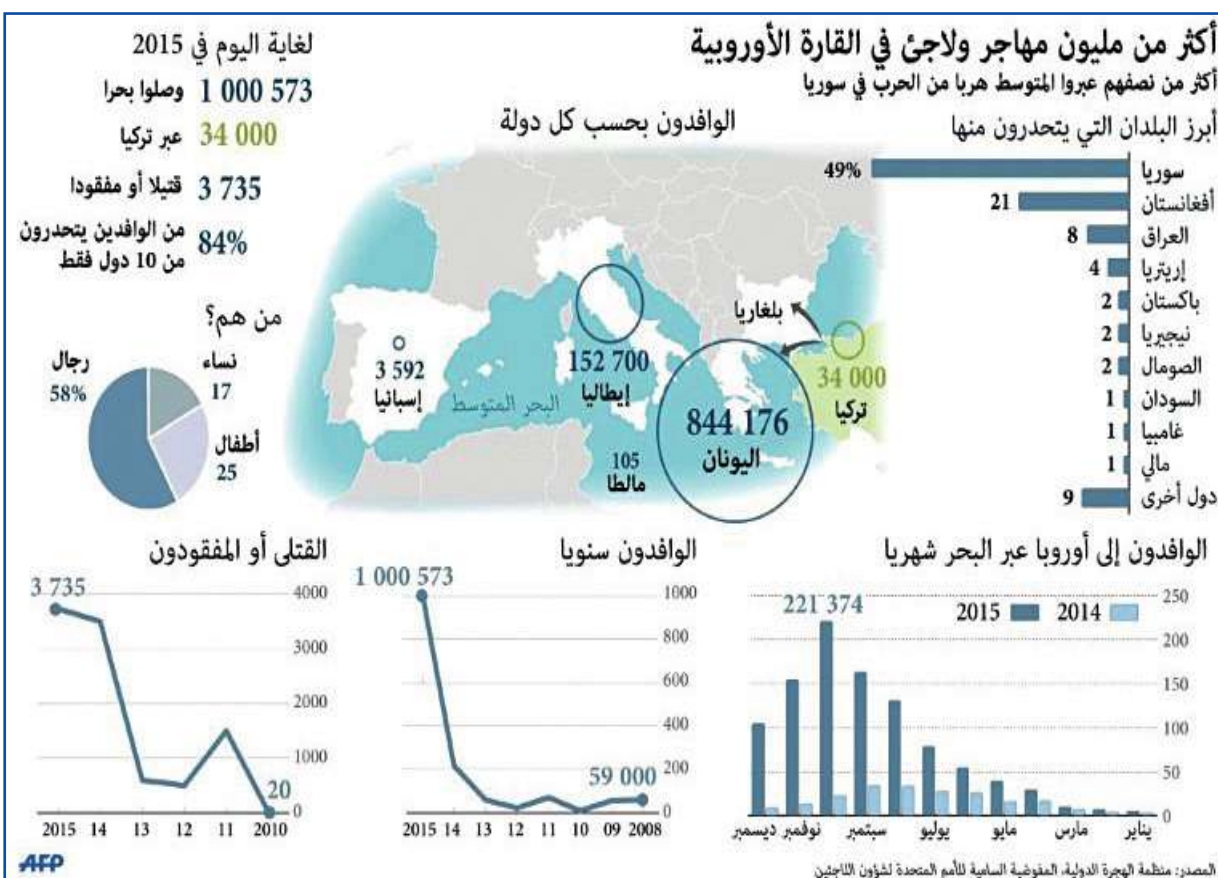 أكثر من مليون مهاجر ولاجئ في القارة الأوروبية
أكثر من نصفهم عبروا المتوسط هربا من الحرب في سوريا
أبرز البلدان التي يتحدرون منها
سوريا 49%
أفغانستان 21
العراق 8
إريتريا 4
باكستان 2
نيجيريا 2
الصومال 2
السودان 1
غامبيا 1
مالي 1
دول أخرى 9
الوافدون بحسب كل دولة
بلغاريا
34 000
تركيا
844 176
اليونان
152 700
إيطاليا
105
مالطا
3 592
إسبانيا
البحر المتوسط
لغاية اليوم في 2015
1 000 573 وصلوا بحرا
34 000 عبر تركيا
3 735 قتيلا أو مفقودا
84% من الوافدين يتحدرون
من 10 دول فقط
من هم؟
نساء
17
رجال
58%
أطفال
25
الوافدون إلى أوروبا عبر البحر شهريا
2014
2015
221 374
250
200
150
100
50
0
يناير
مارس
مايو
يوليو
سبتمبر
نوفمبر
ديسمبر
الوافدون سنويا
1 000 573
1000
800
600
400
200
0
59 000
2015 14 13 12 11 10 09 2008
القتلى أو المفقودون
3 735
4000
3000
2000
1000
0
20
2015 14 13 12 11 2010
المصدر: منظمة الهجرة الدولية، المفوضية السامية للأمم المتحدة لشؤون اللاجئين
AFP